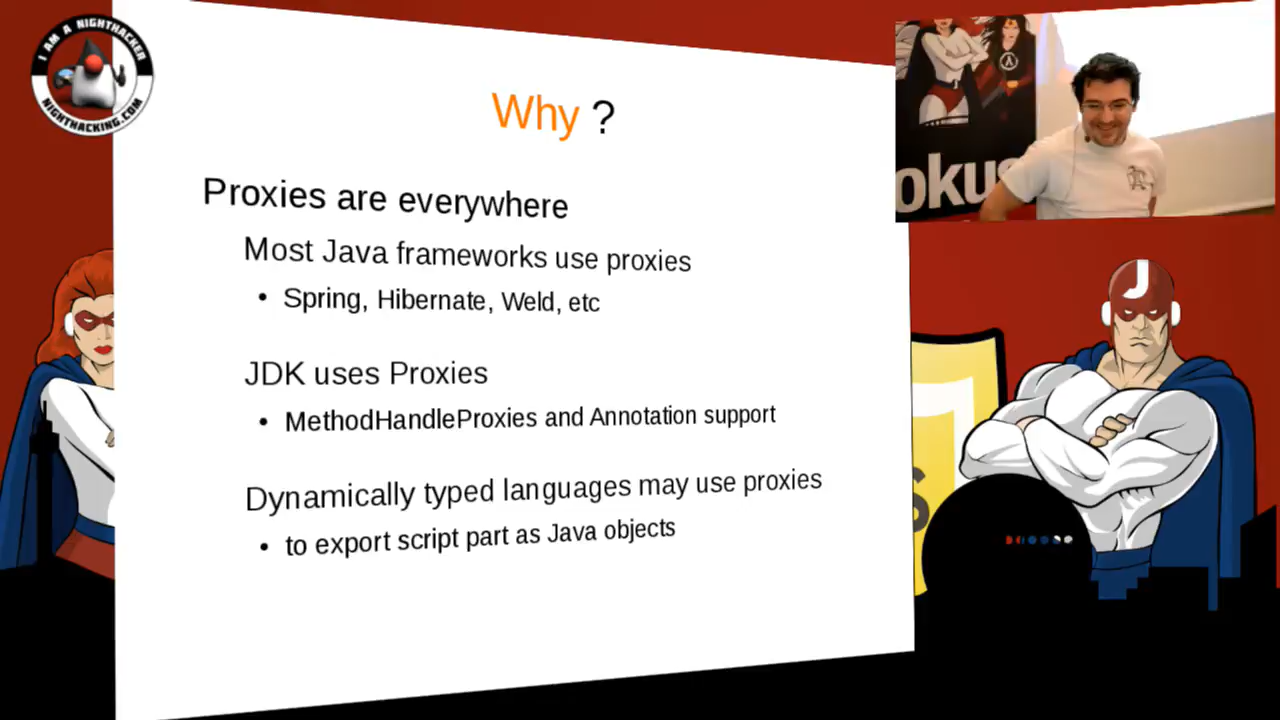 I AM A NIGHTHACKER
NIGHTHACKING.COM
Why ?
Proxies are everywhere
Most Java frameworks use proxies
• Spring, Hibernate, Weld, etc
JDK uses Proxies
• MethodHandleProxies and Annotation support
Dynamically typed languages may use proxies
• to export script part as Java objects
okus
J
S